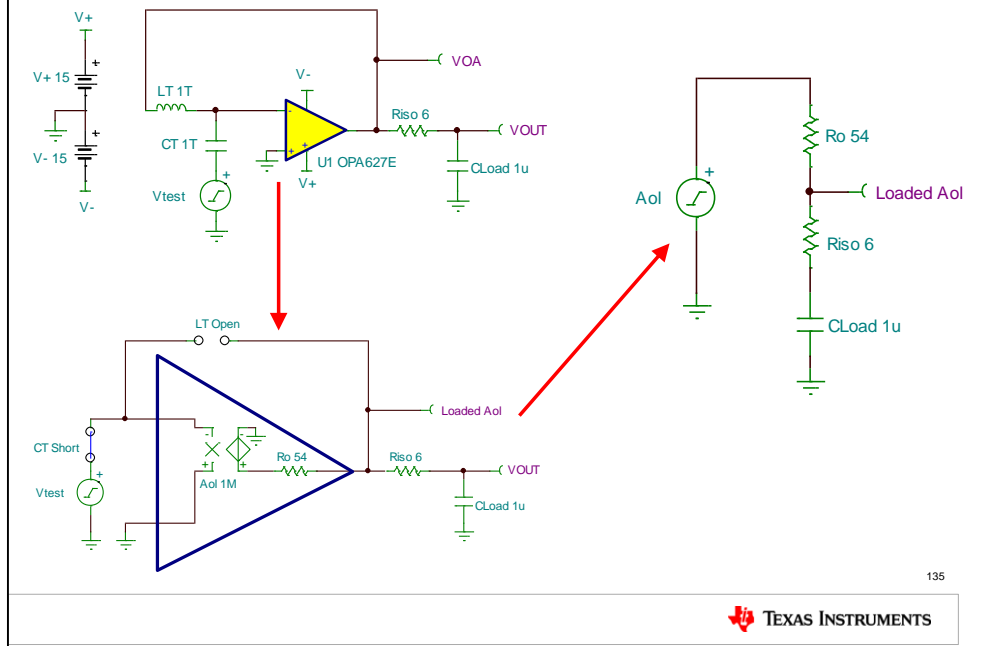 V+
V+ 15
+
V- 15
+
V-
LT 1T
CT 1T
Vtest
+
V-
-
+
+
U1 OPA627E
V+
VOA
Riso 6
VOUT
CLoad 1u
Aol
+
Ro 54
Loaded Aol
Riso 6
CLoad 1u
LT Open
CT Short
Vtest
+
-
-
+
+
Aol 1M
Ro 54
Loaded Aol
Riso 6
VOUT
CLoad 1u
135
TEXAS INSTRUMENTS